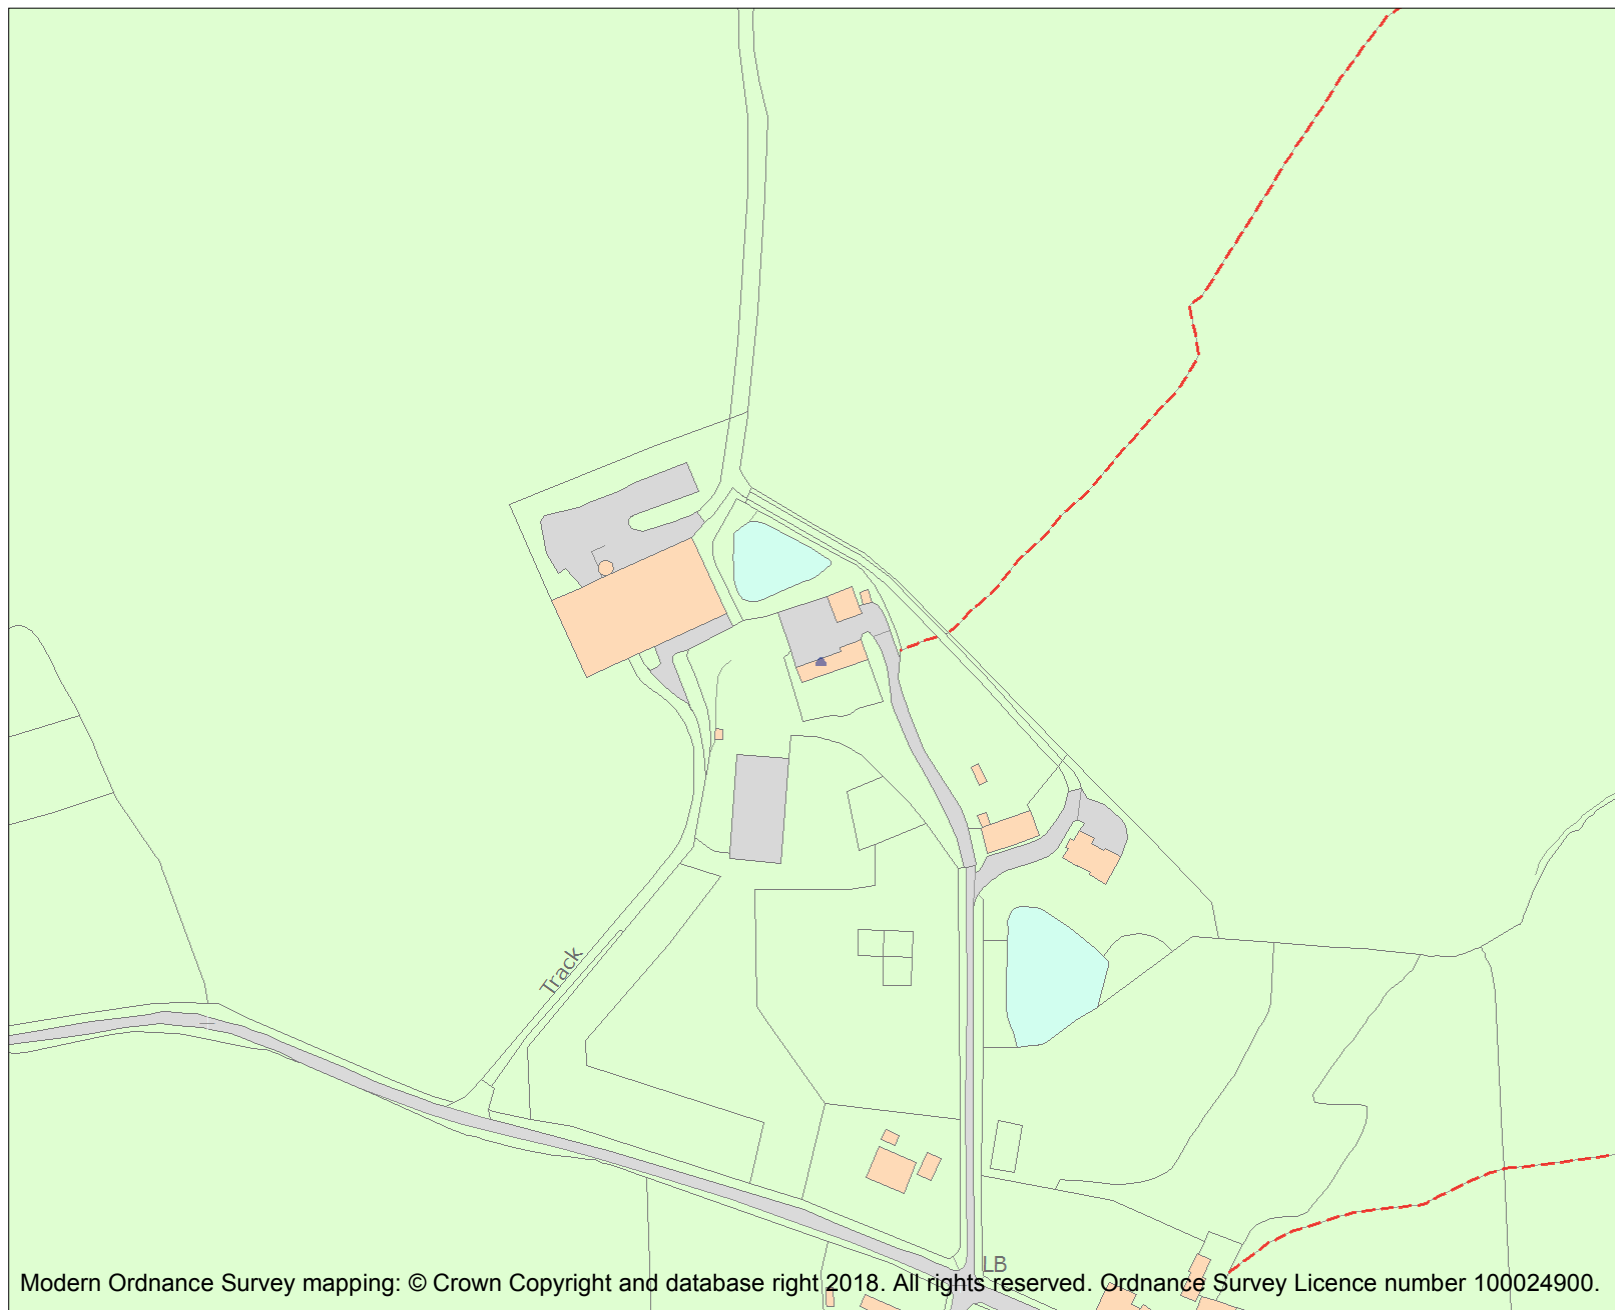 Track
LB
Modern Ordnance Survey mapping: © Crown Copyright and database right 2018. All rights reserved. Ordnance Survey Licence number 100024900.